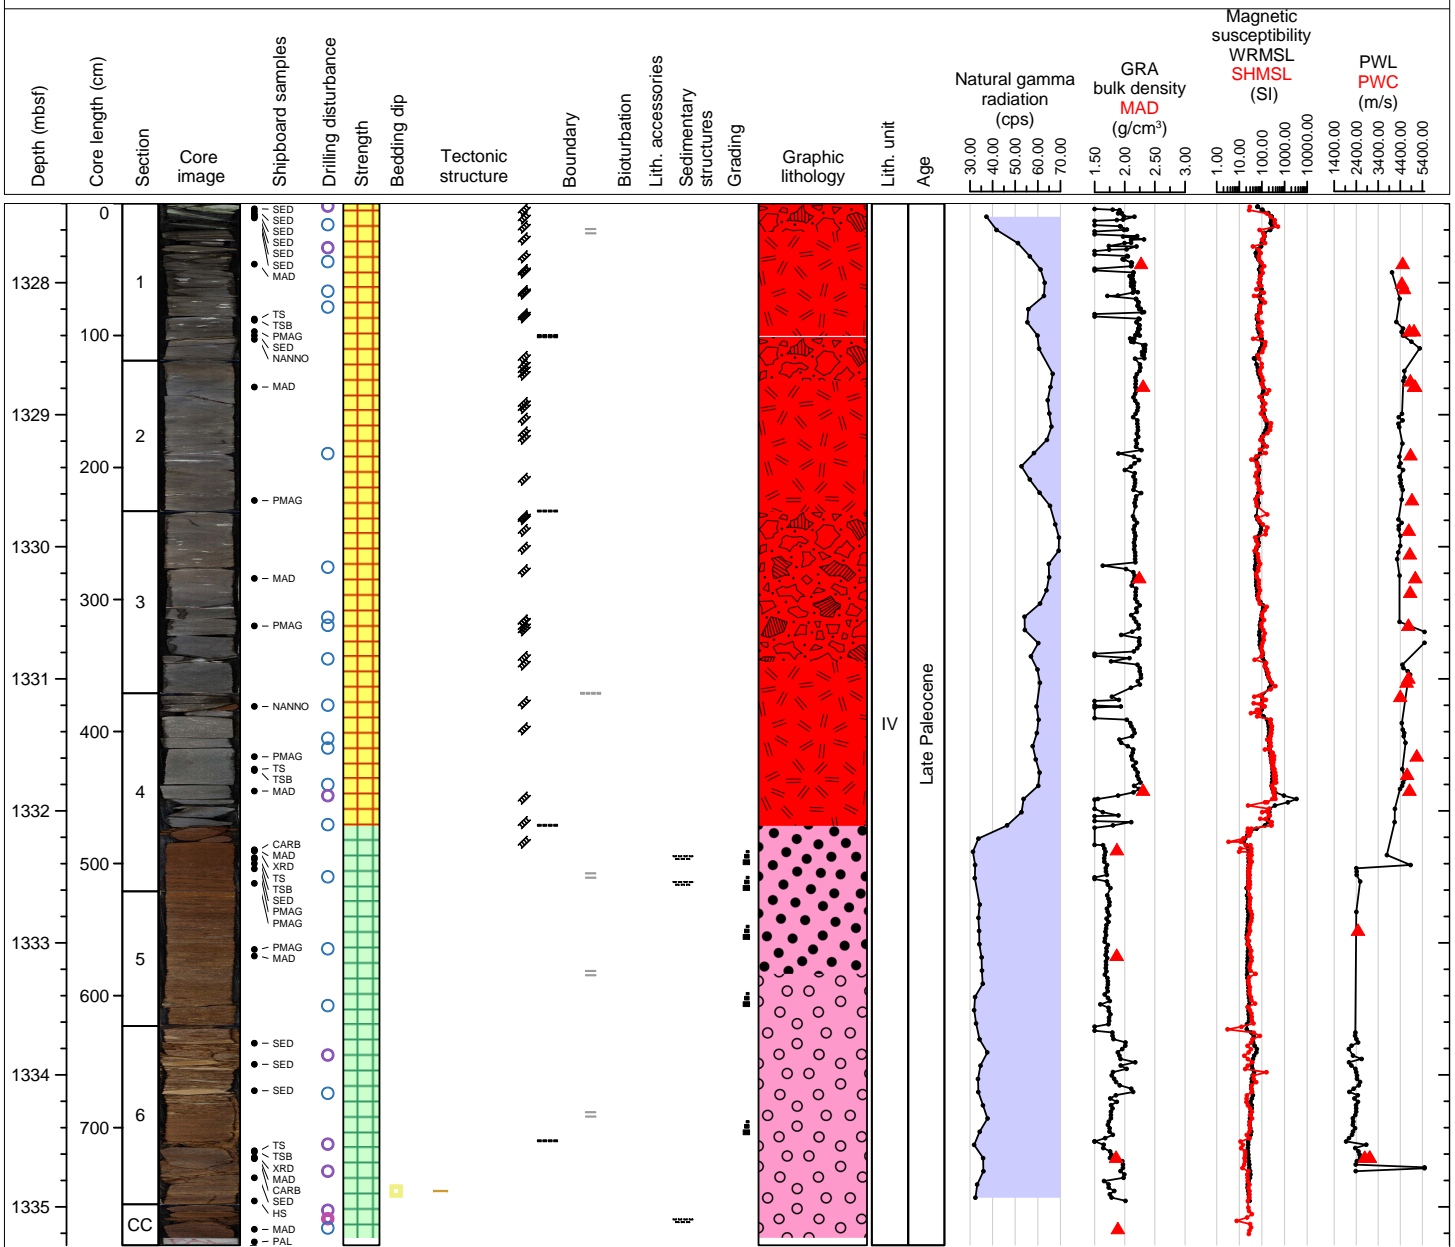 Depth (mbsf)
Core length (cm)
Section
Core
image
Shipboard samples
Drilling disturbance
Strength
Bedding dip
Tectonic
structure
Boundary
Bioturbation
Lith. accessories
Sedimentary
structures
Grading
Graphic
lithology
Lith. unit
Age
Natural gamma
radiation
(cps)
30.00 40.00 50.00 60.00 70.00
GRA
bulk density
MAD
(g/cm³)
1.50 2.00 2.50 3.00
Magnetic
susceptibility
WRMSL
SHMSL
(SI)
1.00 10.00 100.00 1000.00 10000.00
PWL
PWC
(m/s)
1400.00 2400.00 3400.00 4400.00 5400.00
1328
1329
1330
1331
1332
1333
1334
1335
0
100
200
300
400
500
600
700
1
2
3
4
5
6
CC
SED
SED
SED
SED
SED
SED
MAD
TS
TSB
PMAG
SED
NANNO
MAD
PMAG
MAD
PMAG
NANNO
PMAG
TS
TSB
MAD
CARB
MAD
XRD
TS
TSB
SED
PMAG
PMAG
PMAG
MAD
SED
SED
SED
TS
TSB
XRD
MAD
CARB
SED
HS
MAD
PAL
IV
Late Paleocene